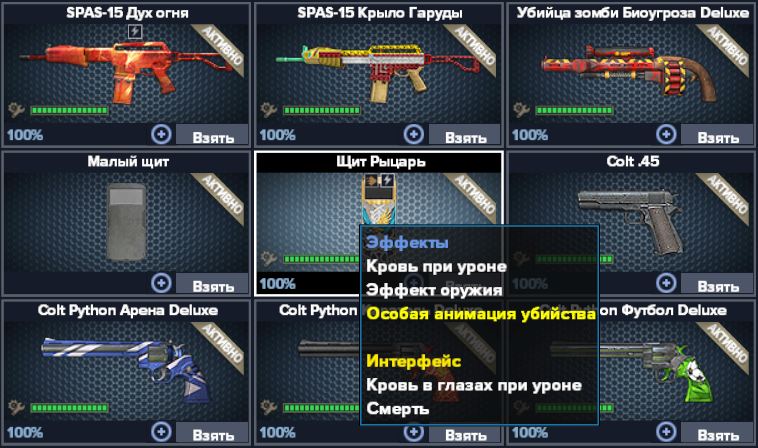 SPAS-15 Дух огня
АКТИВНО
100%
Взять
SPAS-15 Крыло Гаруды
АКТИВНО
100%
Взять
Убийца зомби Биоугроза Deluxe
АКТИВНО
100%
Взять
Малый щит
АКТИВНО
Взять
Щит Рыцарь
АКТИВНО
100%
Взять
Colt .45
АКТИВНО
Взять
Эффекты
Кровь при уроне
Эффект оружия
Особая анимация убийства
Интерфейс
Кровь в глазах при уроне
Смерть
Colt Python Арена Deluxe
АКТИВНО
100%
Взять
Colt Python
100%
Взять
Python Футбол Deluxe
АКТИВНО
100%
Взять